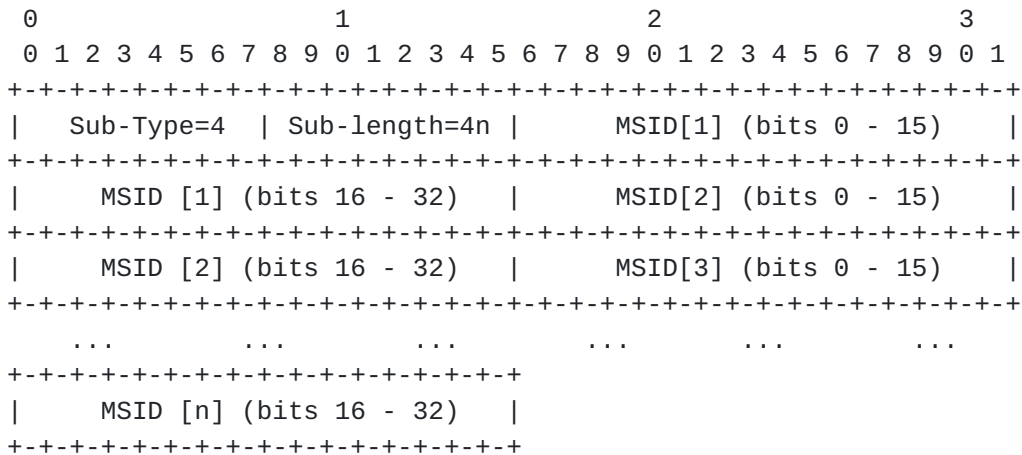 0                   1                   2                   3
 0 1 2 3 4 5 6 7 8 9 0 1 2 3 4 5 6 7 8 9 0 1 2 3 4 5 6 7 8 9 0 1
+-+-+-+-+-+-+-+-+-+-+-+-+-+-+-+-+-+-+-+-+-+-+-+-+-+-+-+-+-+-+-+-+
|   Sub-Type=4  | Sub-length=4n |      MSID[1] (bits 0 - 15)    |
+-+-+-+-+-+-+-+-+-+-+-+-+-+-+-+-+-+-+-+-+-+-+-+-+-+-+-+-+-+-+-+-+
|     MSID [1] (bits 16 - 32)   |      MSID[2] (bits 0 - 15)    |
+-+-+-+-+-+-+-+-+-+-+-+-+-+-+-+-+-+-+-+-+-+-+-+-+-+-+-+-+-+-+-+-+
|     MSID [2] (bits 16 - 32)   |      MSID[3] (bits 0 - 15)    |
+-+-+-+-+-+-+-+-+-+-+-+-+-+-+-+-+-+-+-+-+-+-+-+-+-+-+-+-+-+-+-+-+
    ...        ...        ...        ...       ...        ...
+-+-+-+-+-+-+-+-+-+-+-+-+-+-+-+-+
|     MSID [n] (bits 16 - 32)   |
+-+-+-+-+-+-+-+-+-+-+-+-+-+-+-+-+